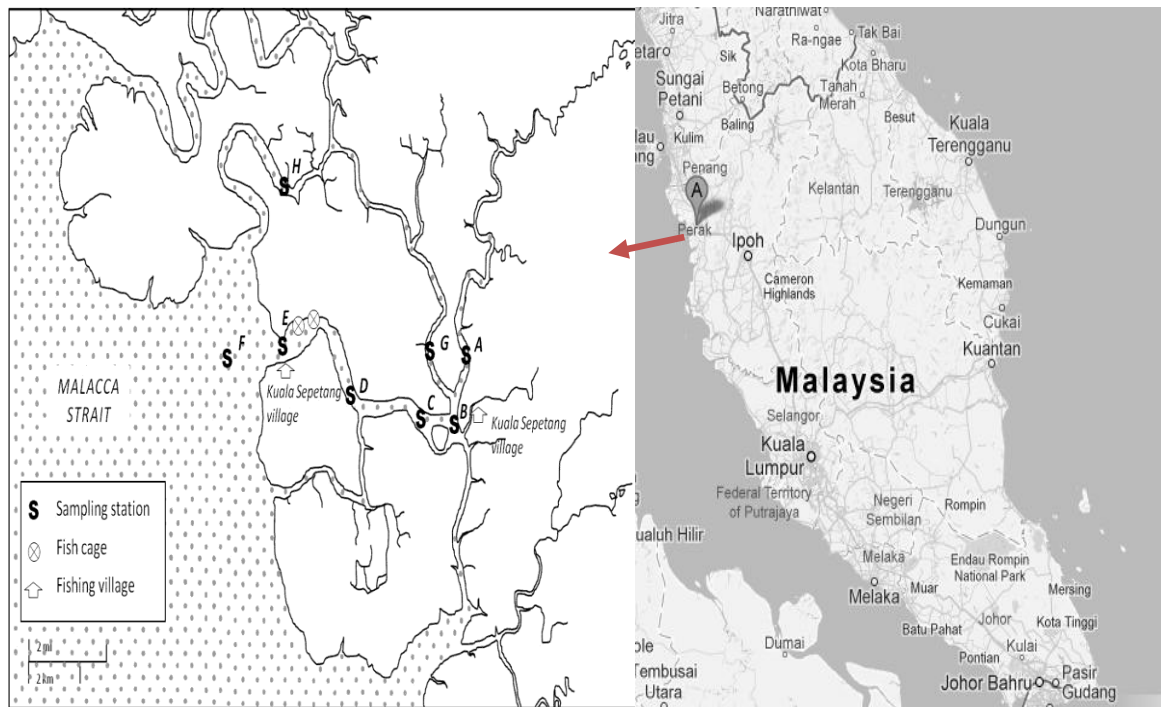 H
E
F
G
A
D
C
B
MALACCA
STRAIT
Kuala Sepetang
village
Kuala Sepetang
village
S Sampling station
Fish cage
Fishing village
2 mil
2 km
Jitra
Narathiwat
Ra-ngae
Tak Bai
Sik
Kota Bharu
Sungai
Petani
Betong
Tanah
Merah
Baling
Besut
Kulim
Kuala
Terengganu
Penang
Kelantan
Terengganu
A
Perak
Dungun
Ipoh
Cameron
Highlands
Kemaman
Cukai
Kuantan
Malaysia
Selangor
Kuala
Lumpur
Federal Territory
of Putrajaya
Negeri
Sembilan
Rompin
ualuh Hilir
Melaka
Melaka
Muar
Endau Rompin
National Park
Mersing
Batu Pahat
Johor
Kota Tinggi
Dumai
Kulai
Pontian
Tembusai
Utara
Johor Bahru
Pasir
Gudang